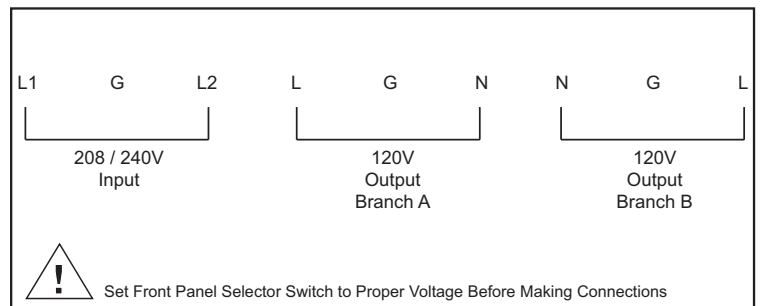 L1 G L2 L G N N G L
208 / 240V
Input
120V
Output
Branch A
120V
Output
Branch B
! Set Front Panel Selector Switch to Proper Voltage Before Making Connections